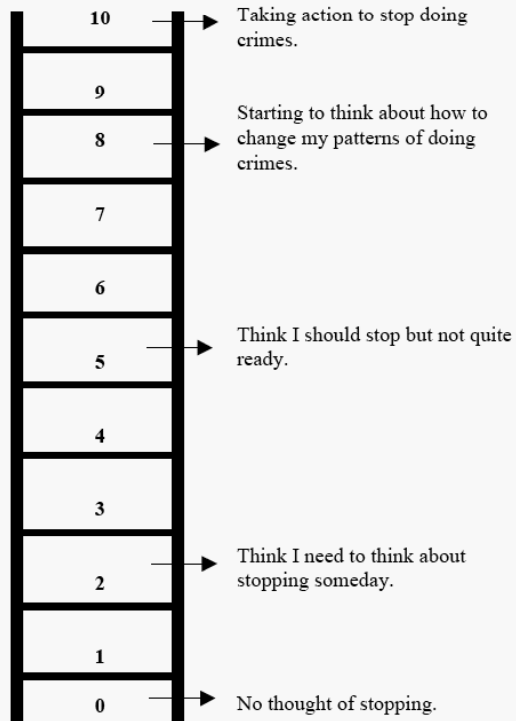 10
Taking action to stop doing
crimes.
9
Starting to think about how to
8
change my patterns of doing
crimes.
7
6
Think I should stop but not quite
5
ready.
4
3
Think I need to think about
2
stopping someday.
1
0
No thought of stopping.